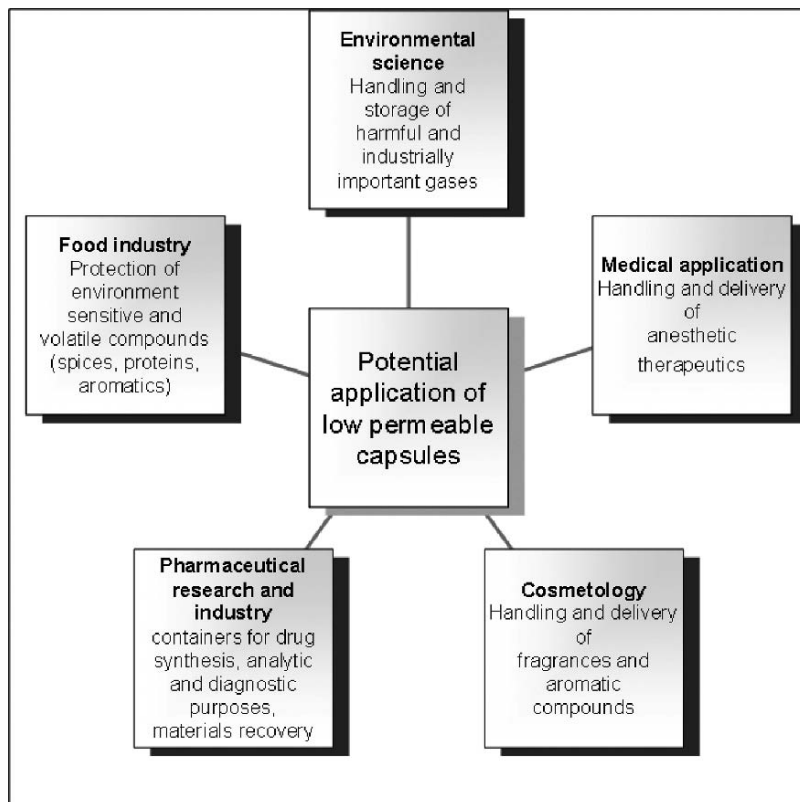 Environmental
science
Handling and
storage of
harmful and
industrially
important gases
Food industry
Protection of
environment
sensitive and
volatile compounds
(spices, proteins,
aromatics)
Medical application
Handling and delivery
of
anesthetic
therapeutics
Potential
application of
low permeable
capsules
Pharmaceutical
research and
industry
containers for drug
synthesis, analytic
and diagnostic
purposes,
materials recovery
Cosmetology
Handling and delivery
of
fragrances and
aromatic
compounds